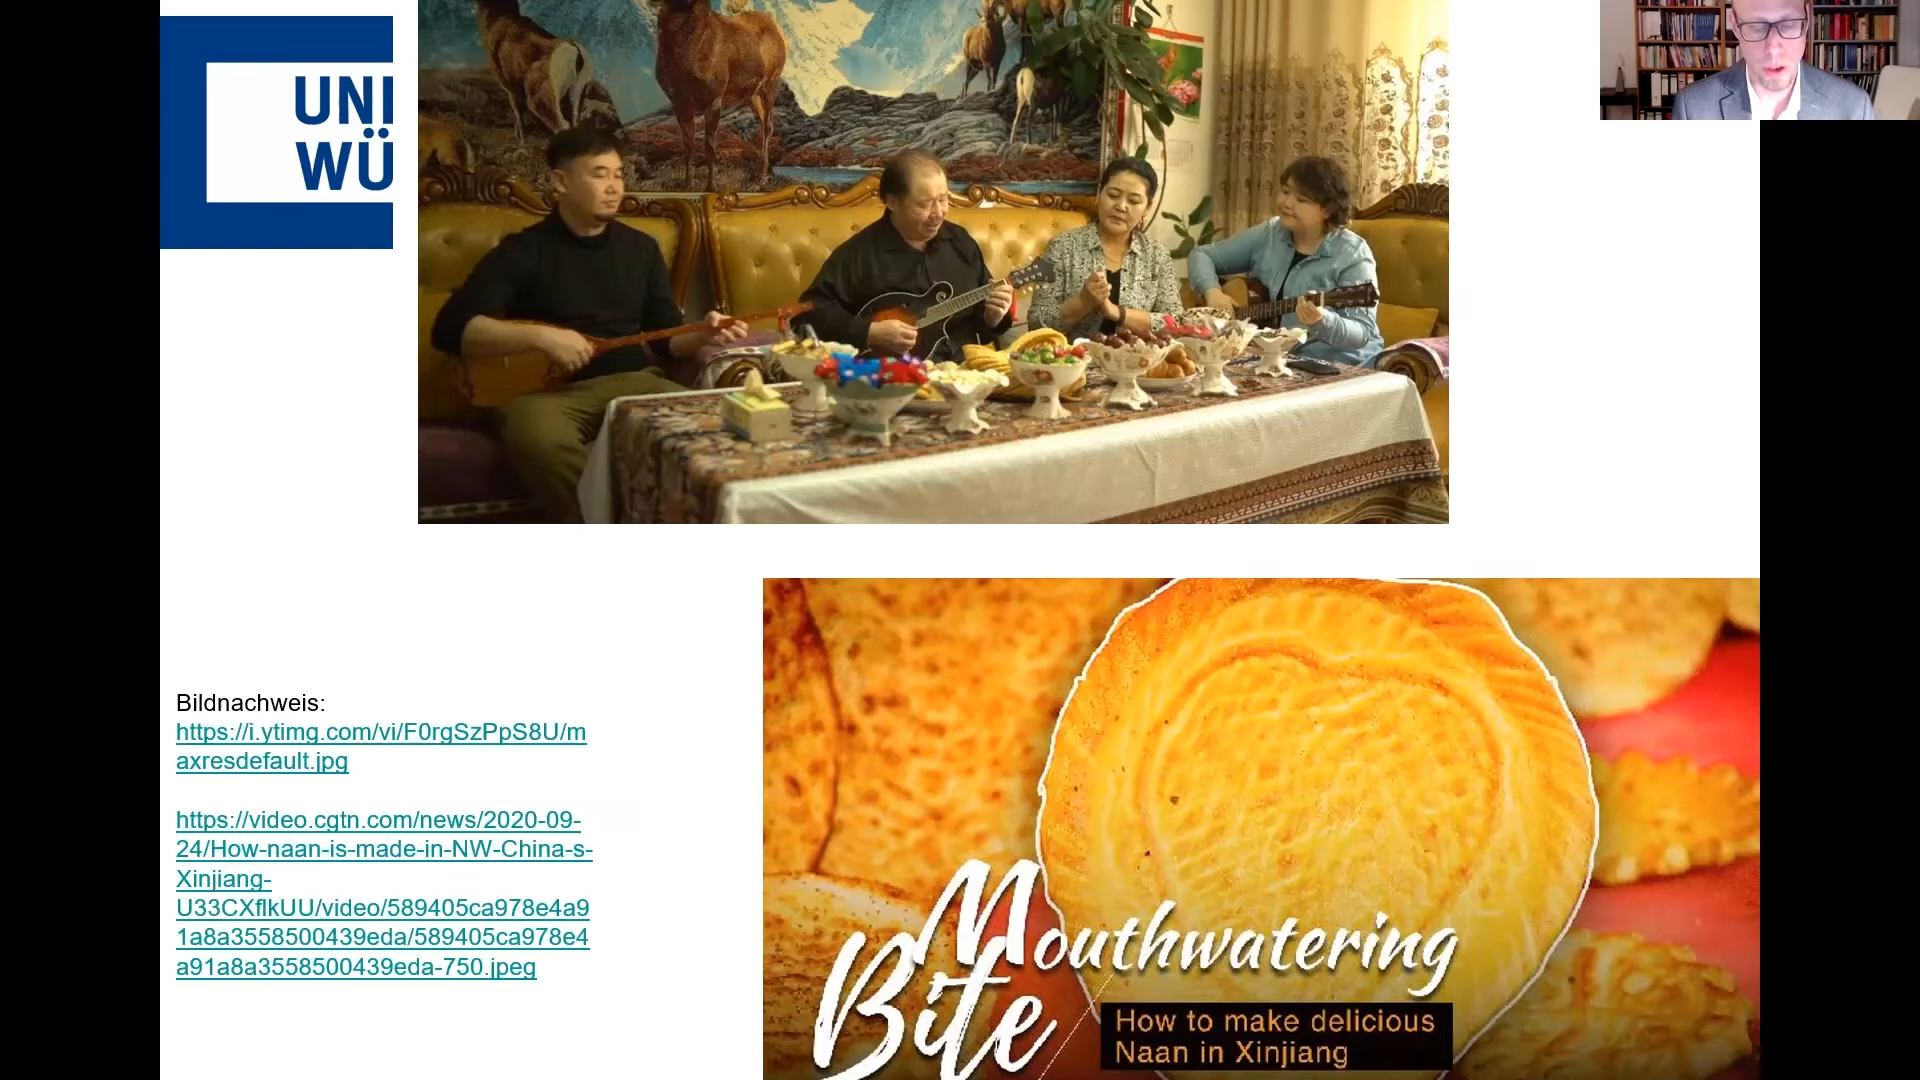 UNI
WÜ
Bildnachweis:
https://i.ytimg.com/vi/F0rgSzPpS8U/m
axresdefault.jpg
https://video.cgtn.com/news/2020-09-
24/How-naan-is-made-in-NW-China-s-
Xinjiang-
U33CXflkUU/video/589405ca978e4a9
1a8a3558500439eda/589405ca978e4
a91a8a3558500439eda-750.jpeg
Mouthwatering
Bite
How to make delicious
Naan in Xinjiang